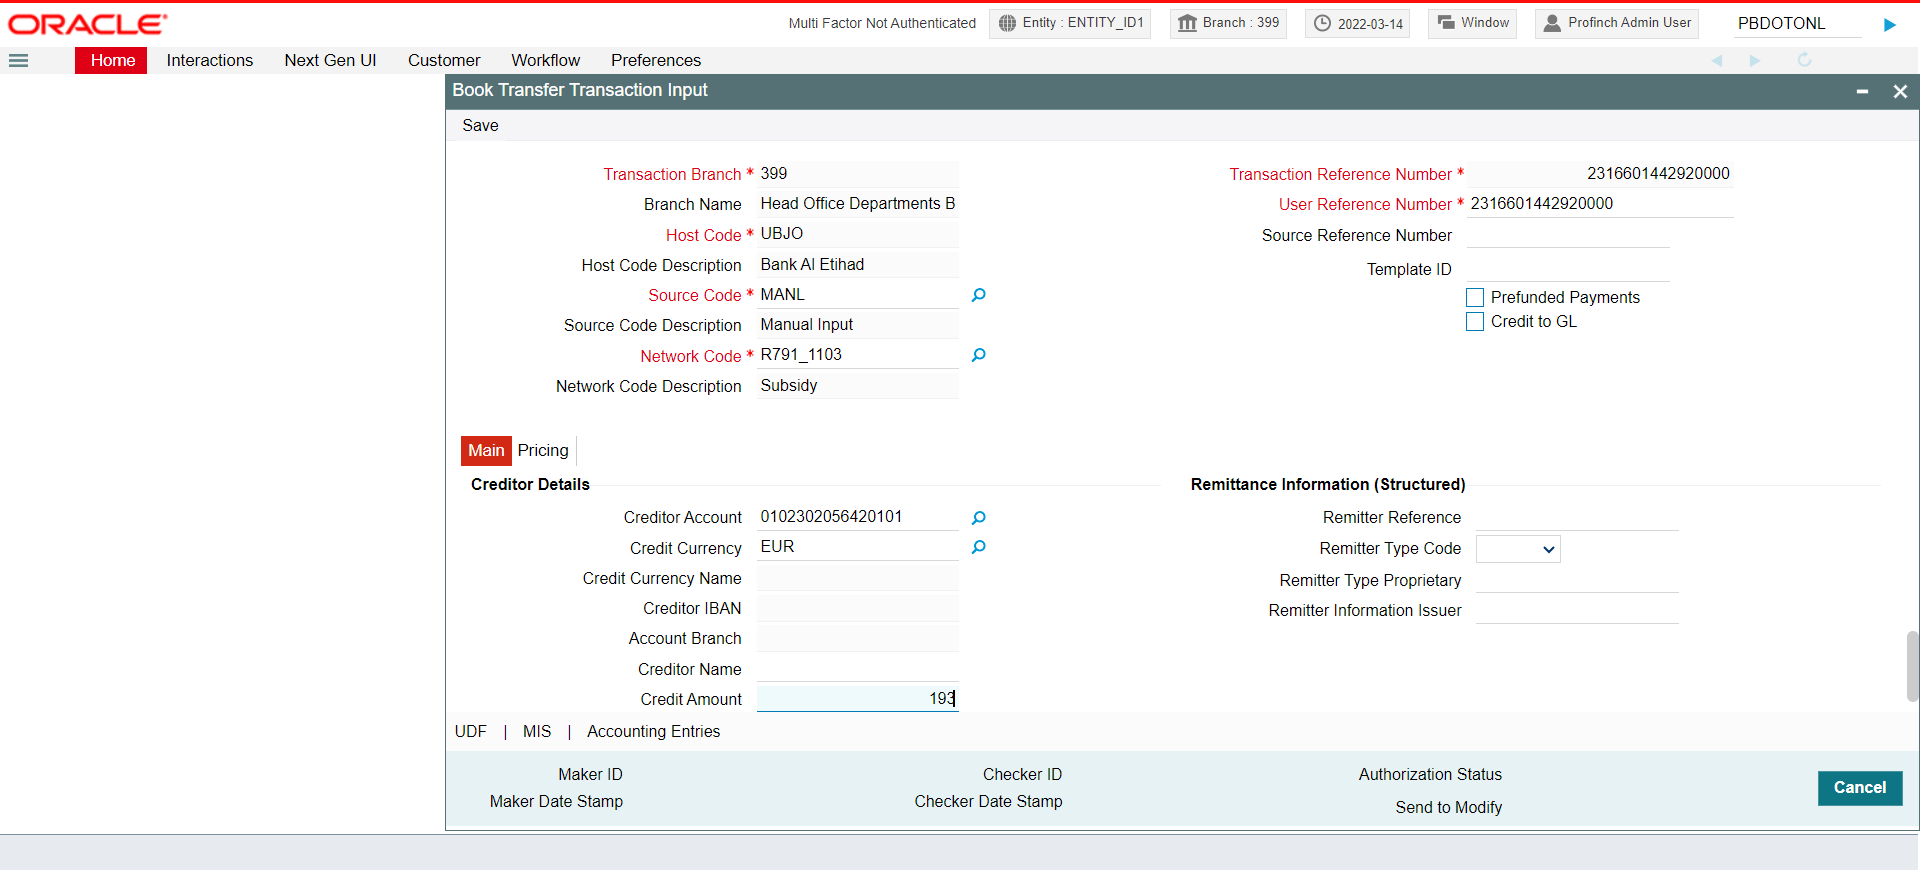 ORACLE
Multi Factor Not Authenticated Entity : ENTITY_ID1 Branch : 399 2022-03-14 Window Profinch Admin User PBDOTONL
Home Interactions Next Gen UI Customer Workflow Preferences
Book Transfer Transaction Input
Save
Transaction Branch * 399
Branch Name Head Office Departments B
Host Code * UBJO
Host Code Description Bank Al Etihad
Source Code * MANL
Source Code Description Manual Input
Network Code * R791_1103
Network Code Description Subsidy
Transaction Reference Number * 2316601442920000
User Reference Number * 2316601442920000
Source Reference Number
Template ID
Prefunded Payments
Credit to GL
Main Pricing
Creditor Details
Creditor Account 0102302056420101
Credit Currency EUR
Credit Currency Name
Creditor IBAN
Account Branch
Creditor Name
Credit Amount 193
Remittance Information (Structured)
Remitter Reference
Remitter Type Code
Remitter Type Proprietary
Remitter Information Issuer
UDF | MIS | Accounting Entries
Maker ID
Maker Date Stamp
Checker ID
Checker Date Stamp
Authorization Status
Send to Modify
Cancel